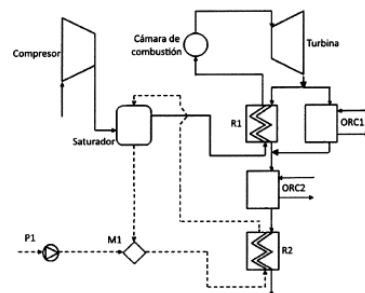 Compresor
Cámara de
combustión
Turbina
Saturador
R1
ORC1
ORC2
P1
M1
R2